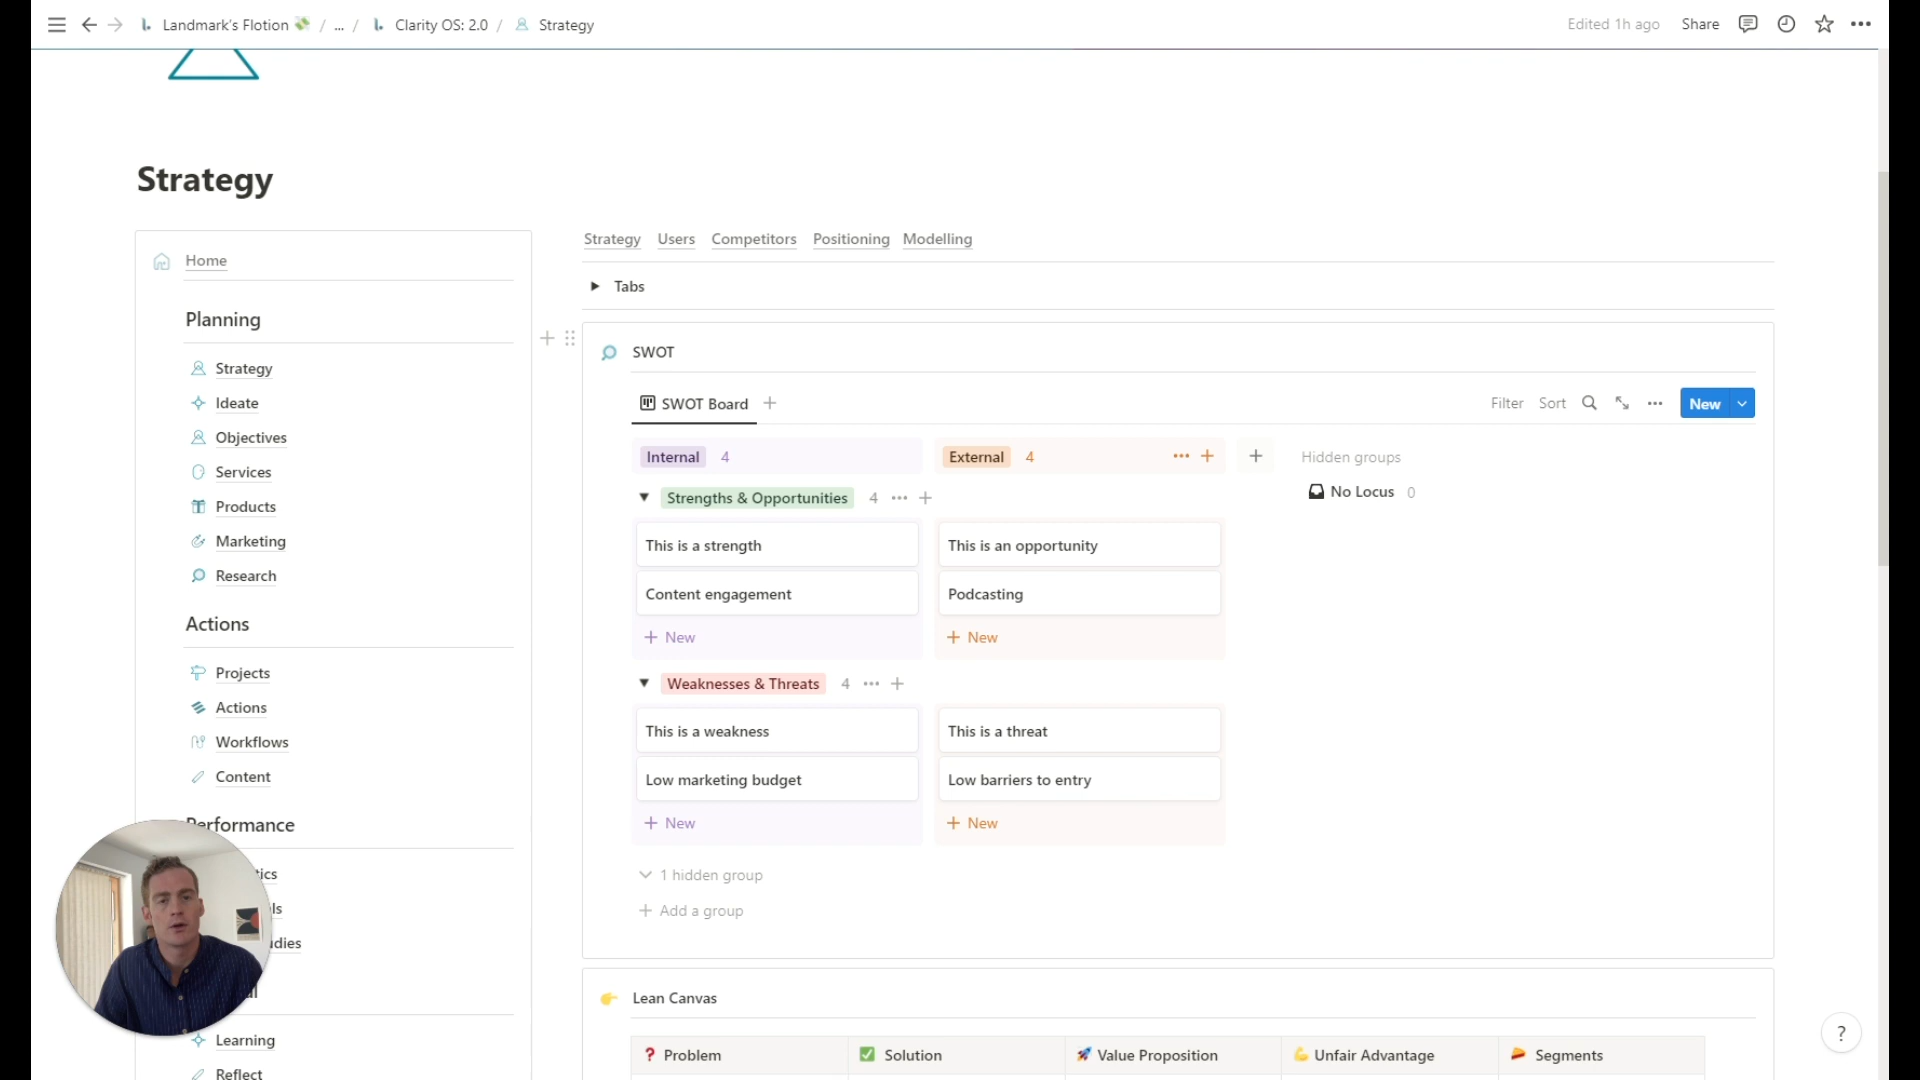 Landmark's Flotion / ... / Clarity OS: 2.0 / Strategy
Edited 1h ago Share
Strategy
Home
Planning
Strategy
Ideate
Objectives
Services
Products
Marketing
Research
Actions
Projects
Actions
Workflows
Content
Performance
tics
ls
dies
Learning
Reflect
Strategy Users Competitors Positioning Modelling
Tabs
SWOT
SWOT Board
Filter Sort New
Internal 4 External 4 Hidden groups
No Locus 0
Strengths & Opportunities 4
This is a strength This is an opportunity
Content engagement Podcasting
+ New + New
Weaknesses & Threats 4
This is a weakness This is a threat
Low marketing budget Low barriers to entry
+ New + New
1 hidden group
+ Add a group
Lean Canvas
Problem Solution Value Proposition Unfair Advantage Segments
?